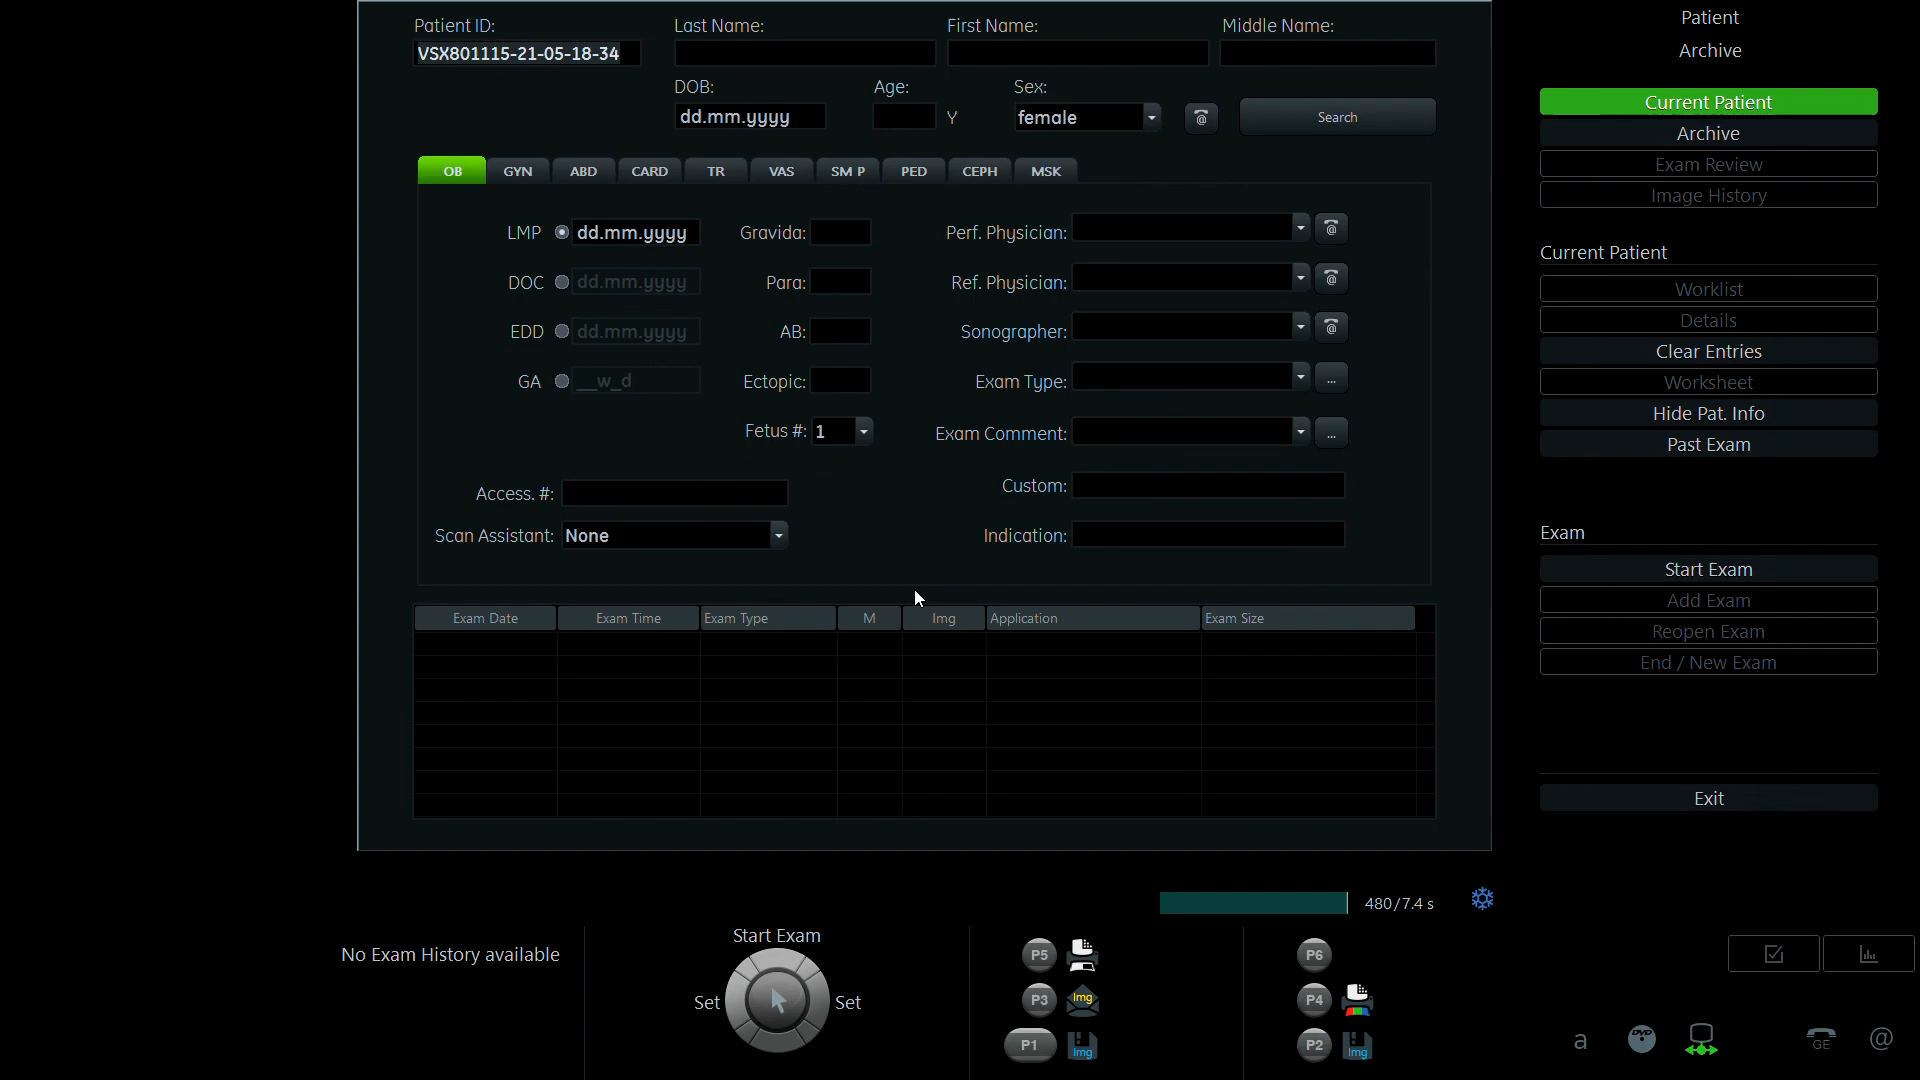 Patient ID: Last Name: First Name: Middle Name:
VSX801115-21-05-18-34
DOB: Age: Sex:
dd.mm.yyyy Y female @ Search
OB GYN ABD CARD TR VAS SM P PED CEPH MSK
LMP dd.mm.yyyy Gravida: Perf. Physician: @
DOC dd.mm.yyyy Para: Ref. Physician: @
EDD dd.mm.yyyy AB: Sonographer: @
GA __w_d Ectopic: Exam Type: ...
Fetus #: 1 Exam Comment: ...
Access. #: Custom:
Scan Assistant: None Indication:
Exam Date Exam Time Exam Type M Img Application Exam Size
Patient
Archive
Current Patient
Archive
Exam Review
Image History
Current Patient
Worklist
Details
Clear Entries
Worksheet
Hide Pat. Info
Past Exam
Exam
Start Exam
Add Exam
Reopen Exam
End / New Exam
Exit
480/7.4 s
No Exam History available
Start Exam
Set Set
P5 P6
P3 Img P4
P1 Img P2 Img
a DVD GE @